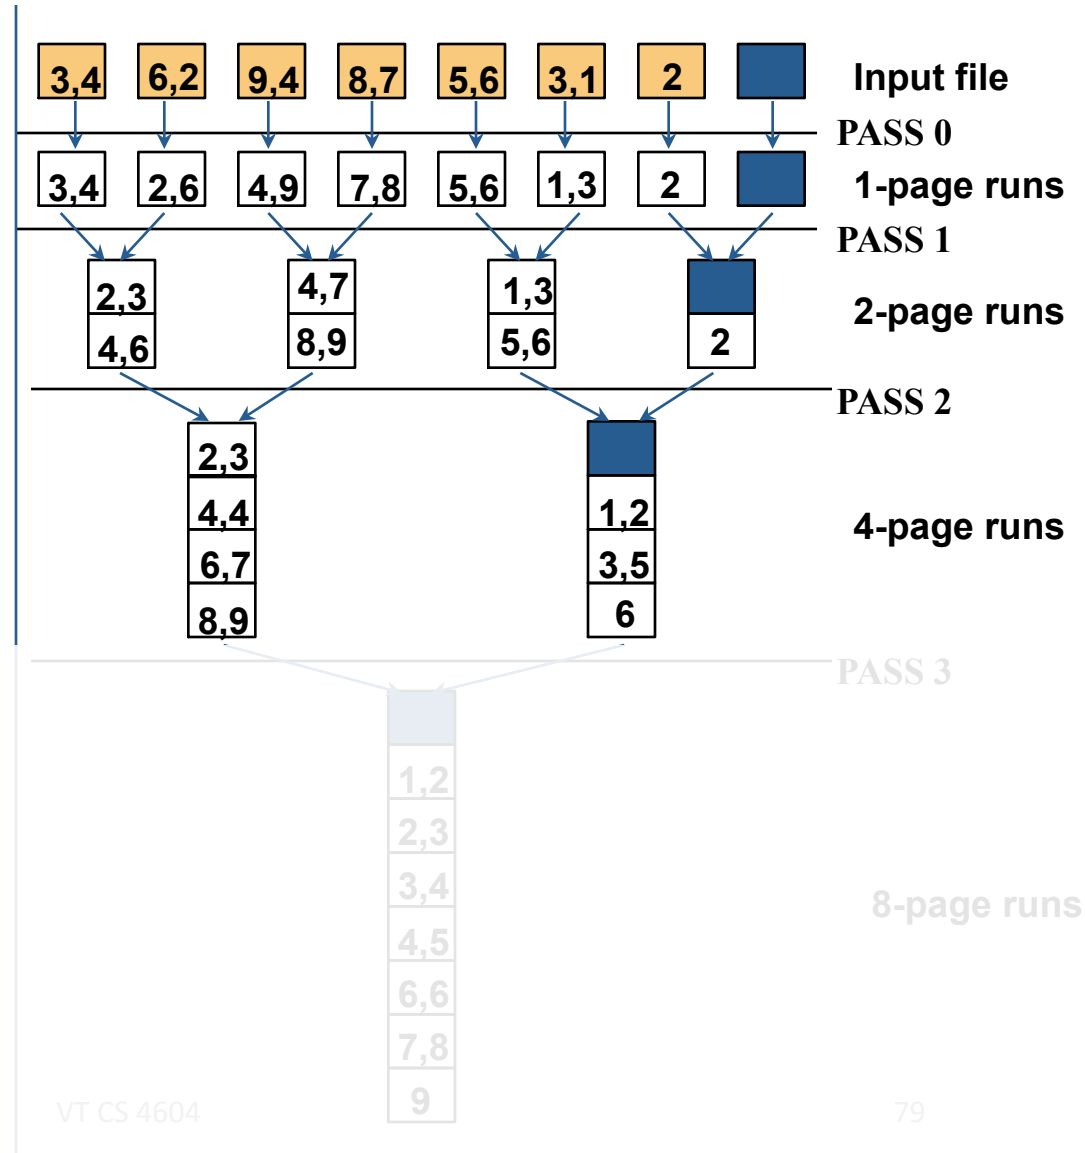 3,4 6,2 9,4 8,7 5,6 3,1 2 Input file
PASS 0
3,4 2,6 4,9 7,8 5,6 1,3 2 1-page runs
PASS 1
2,3 4,7 1,3
2-page runs
4,6 8,9 5,6 2
PASS 2
2,3
4,4 1,2
4-page runs
6,7 3,5
8,9 6
PASS 3
1,2
2,3
3,4
8-page runs
4,5
6,6
7,8
9
VT CS 4604 79